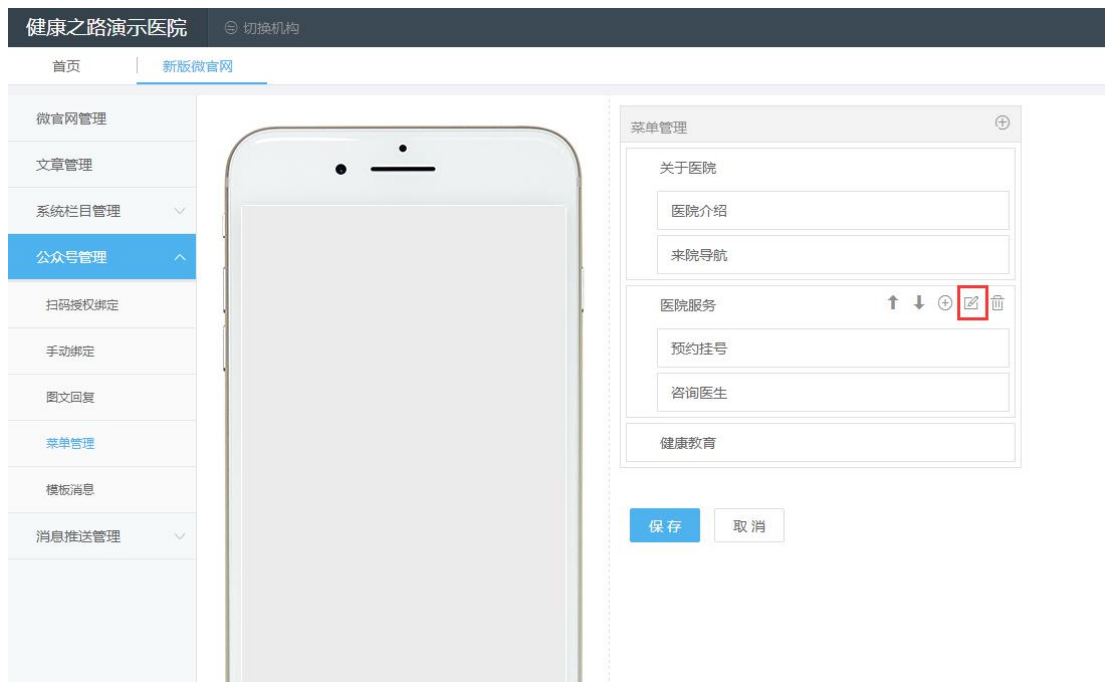 健康之路演示医院 切换机构
首页 新版微官网
微官网管理
文章管理
系统栏目管理
公众号管理
扫码授权绑定
手动绑定
图文回复
菜单管理
模板消息
消息推送管理
菜单管理
关于医院
医院介绍
来院导航
医院服务
预约挂号
咨询医生
健康教育
保存 取消